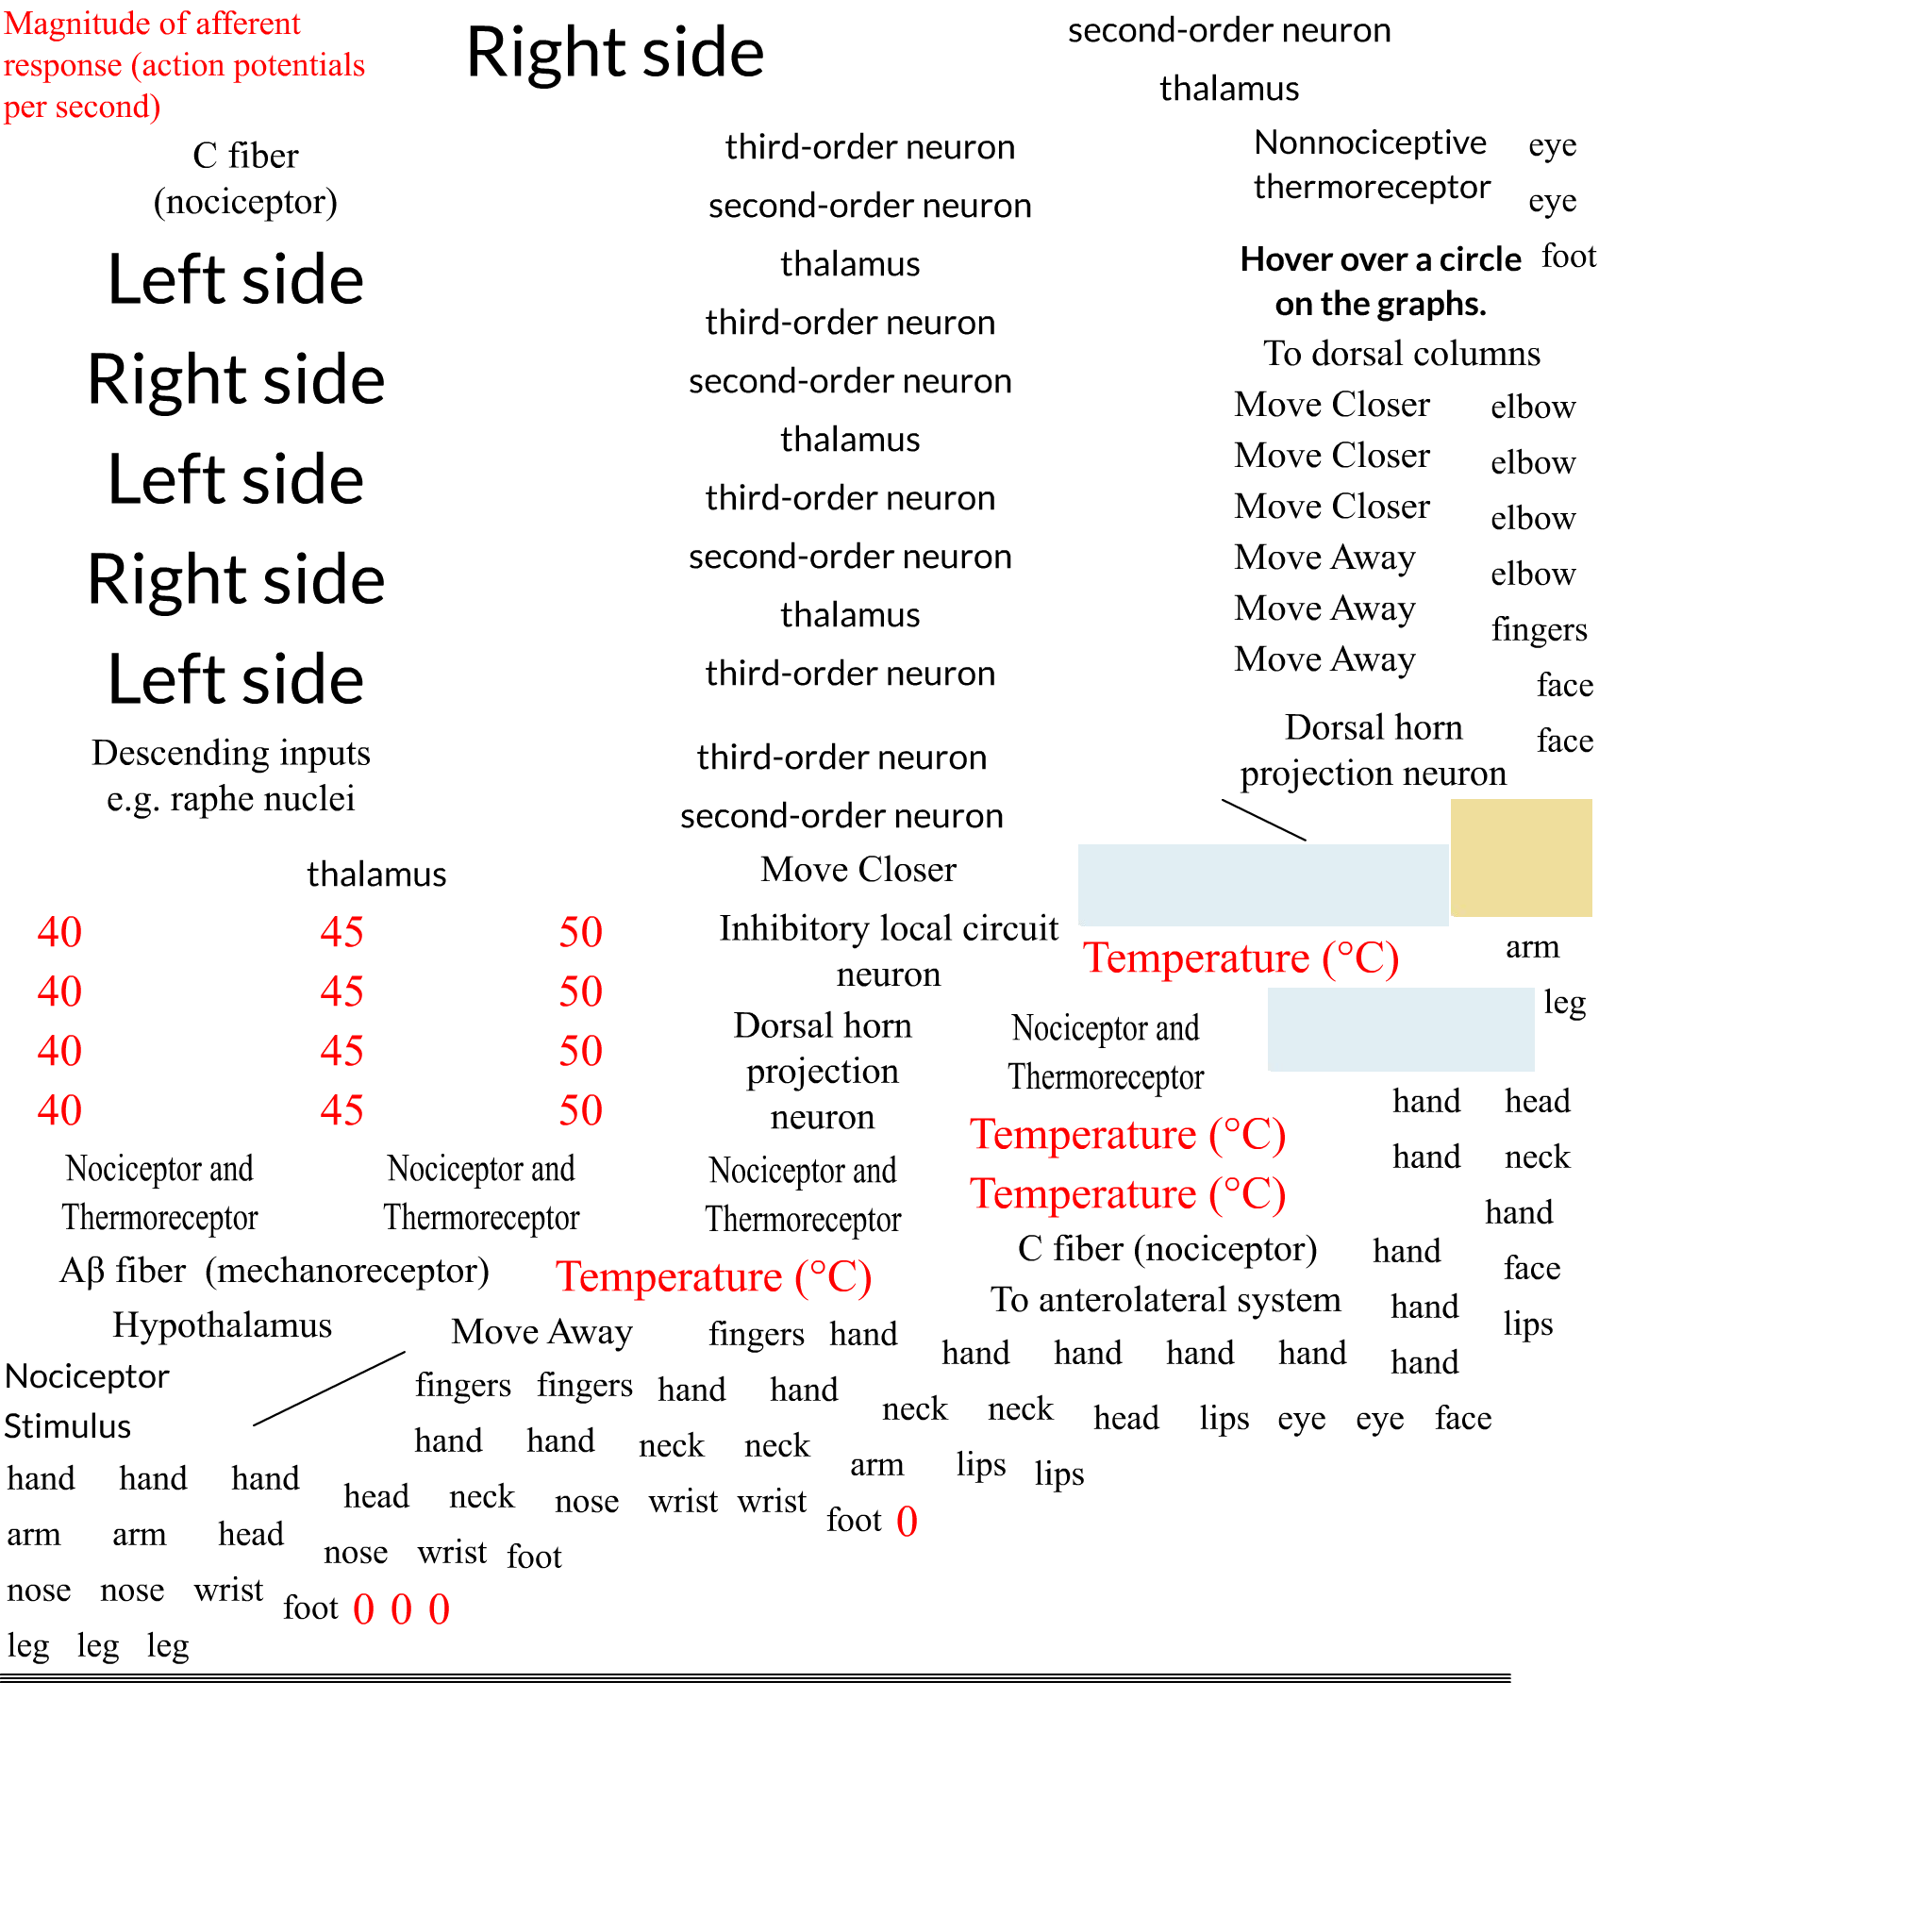 Magnitude of afferent
response (action potentials
per second)
Right side
second-order neuron
thalamus
C fiber
(nociceptor)
third-order neuron
second-order neuron
thalamus
third-order neuron
second-order neuron
thalamus
third-order neuron
second-order neuron
thalamus
third-order neuron
Nonnociceptive
thermoreceptor
eye
eye
foot
Hover over a circle
on the graphs.
To dorsal columns
Left side
Right side
Left side
Right side
Left side
Move Closer
Move Closer
Move Closer
Move Away
Move Away
Move Away
elbow
elbow
elbow
elbow
fingers
face
face
Descending inputs
e.g. raphe nuclei
third-order neuron
second-order neuron
Dorsal horn
projection neuron
thalamus
Move Closer
40 45 50
40 45 50
40 45 50
40 45 50
Inhibitory local circuit
neuron
Temperature (°C)
arm
leg
Dorsal horn
projection
neuron
Nociceptor and
Thermoreceptor
hand head
hand neck
Temperature (°C)
Temperature (°C)
Nociceptor and
Thermoreceptor
Nociceptor and
Thermoreceptor
Nociceptor and
Thermoreceptor
hand
C fiber (nociceptor)
hand
face
Aβ fiber (mechanoreceptor)
Temperature (°C)
To anterolateral system
hand
lips
Hypothalamus
Move Away
fingers hand
hand hand hand hand hand
Nociceptor
Stimulus
fingers fingers hand hand
neck neck head lips eye eye face
hand hand neck neck
arm lips lips
hand hand hand
head neck nose wrist wrist
foot 0
arm arm head
nose wrist foot
nose nose wrist
foot 0 0 0
leg leg leg